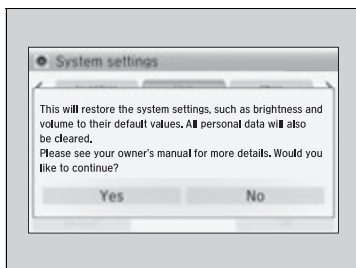 System settings
This will restore the system settings, such as brightness and
volume to their default values. All personal data will also
be cleared.
Please see your owner's manual for more details. Would you
like to continue?
Yes
No